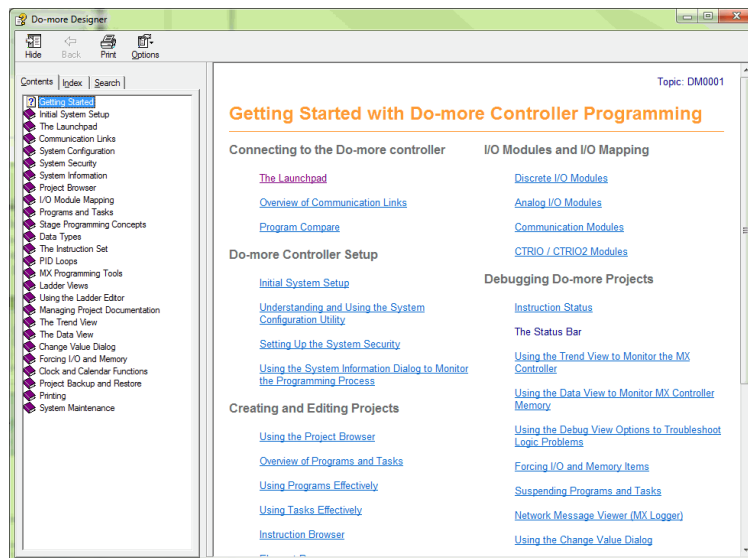 Do-more Designer
Hide Back Print Options
Contents Index Search
Getting Started
Initial System Setup
The Launchpad
Communication Links
System Configuration
System Security
System Information
Project Browser
I/O Module Mapping
Programs and Tasks
Stage Programming Concepts
Data Types
The Instruction Set
PID Loops
MX Programming Tools
Ladder Views
Using the Ladder Editor
Managing Project Documentation
The Trend View
The Data View
Change Value Dialog
Forcing I/O and Memory
Clock and Calendar Functions
Project Backup and Restore
Printing
System Maintenance
Topic: DM0001
Getting Started with Do-more Controller Programming
Connecting to the Do-more controller
The Launchpad
Overview of Communication Links
Program Compare
Do-more Controller Setup
Initial System Setup
Understanding and Using the System
Configuration Utility
Setting Up the System Security
Using the System Information Dialog to Monitor
the Programming Process
Creating and Editing Projects
Using the Project Browser
Overview of Programs and Tasks
Using Programs Effectively
Using Tasks Effectively
Instruction Browser
I/O Modules and I/O Mapping
Discrete I/O Modules
Analog I/O Modules
Communication Modules
CTRIO / CTRIO2 Modules
Debugging Do-more Projects
Instruction Status
The Status Bar
Using the Trend View to Monitor the MX
Controller
Using the Data View to Monitor MX Controller
Memory
Using the Debug View Options to Troubleshoot
Logic Problems
Forcing I/O and Memory Items
Suspending Programs and Tasks
Network Message Viewer (MX Logger)
Using the Change Value Dialog